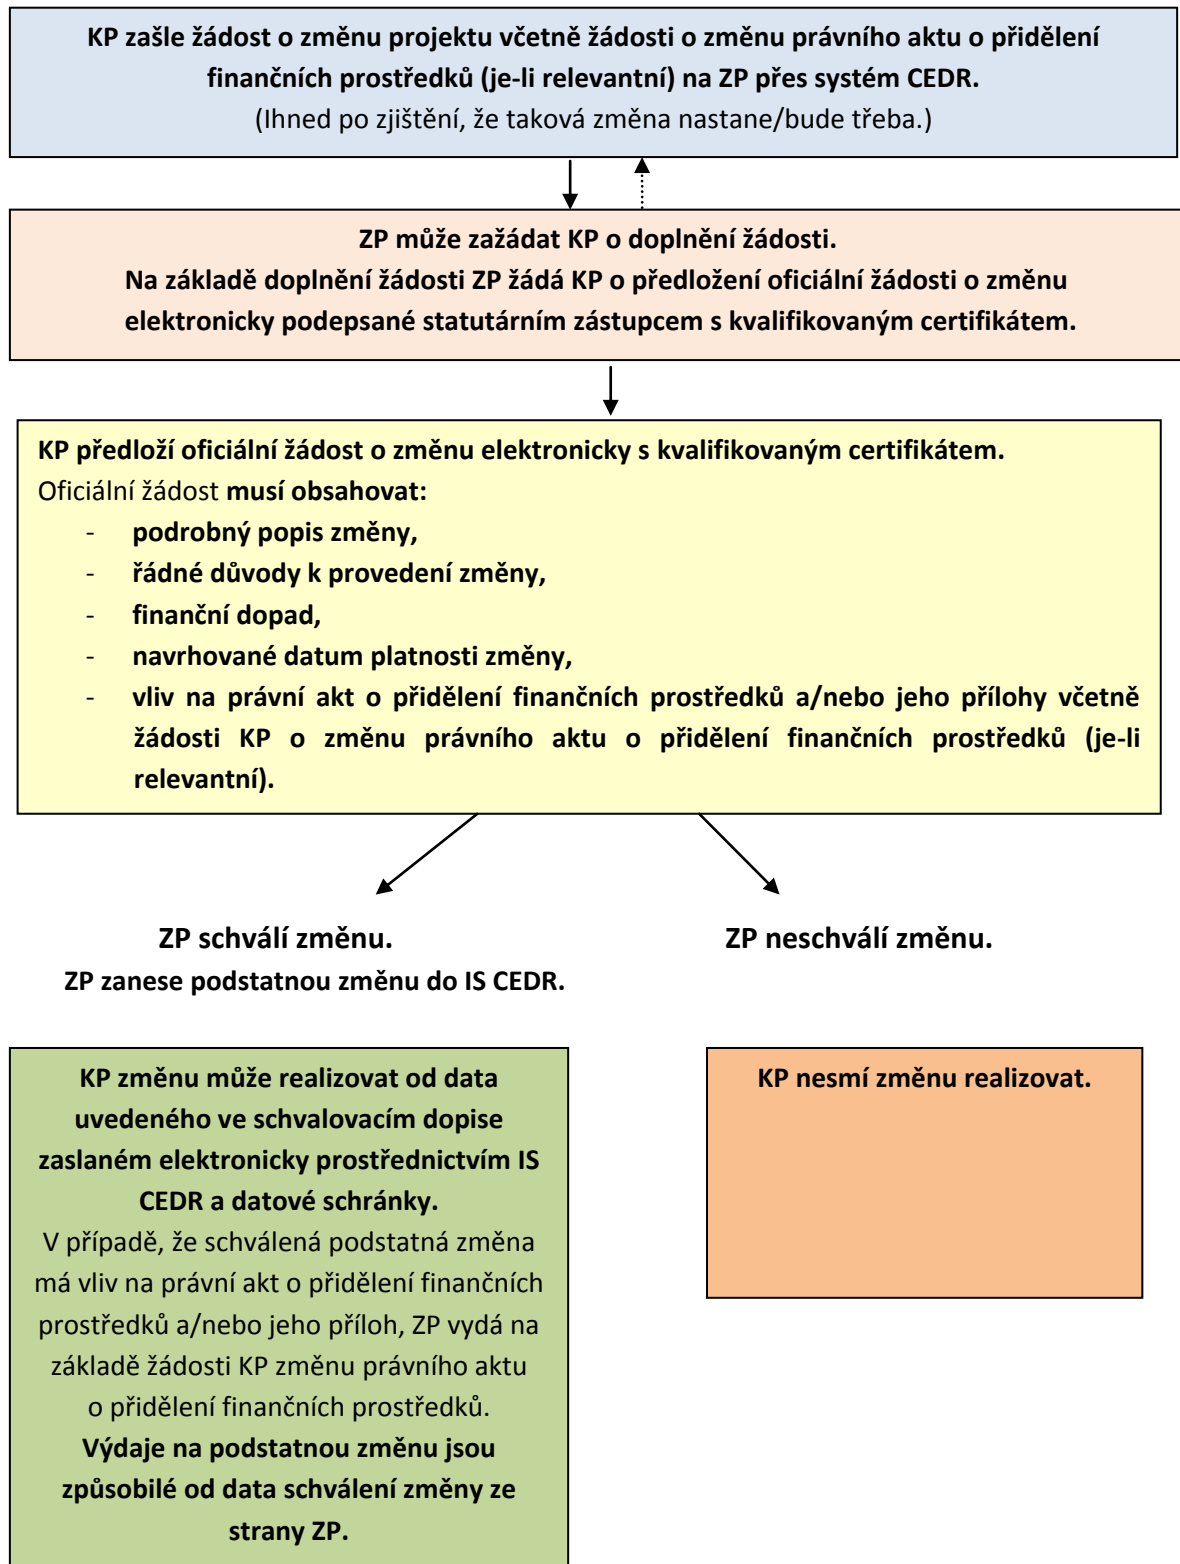 KP zašle žádost o změnu projektu včetně žádosti o změnu právního aktu o přidělení
finančních prostředků (je-li relevantní) na ZP přes systém CEDR.
(Ihned po zjištění, že taková změna nastane/bude třeba.)
ZP může zažádat KP o doplnění žádosti.
Na základě doplnění žádosti ZP žádá KP o předložení oficiální žádosti o změnu
elektronicky podepsané statutárním zástupcem s kvalifikovaným certifikátem.
KP předloží oficiální žádost o změnu elektronicky s kvalifikovaným certifikátem.
Oficiální žádost musí obsahovat:
- podrobný popis změny,
- řádné důvody k provedení změny,
- finanční dopad,
- navrhované datum platnosti změny,
- vliv na právní akt o přidělení finančních prostředků a/nebo jeho přílohy včetně
žádosti KP o změnu právního aktu o přidělení finančních prostředků (je-li
relevantní).
ZP schválí změnu.
ZP zanese podstatnou změnu do IS CEDR.
ZP neschválí změnu.
KP změnu může realizovat od data
uvedeného ve schvalovacím dopise
zaslaném elektronicky prostřednictvím IS
CEDR a datové schránky.
V případě, že schválená podstatná změna
má vliv na právní akt o přidělení finančních
prostředků a/nebo jeho příloh, ZP vydá na
základě žádosti KP změnu právního aktu
o přidělení finančních prostředků.
Výdaje na podstatnou změnu jsou
způsobilé od data schválení změny ze
strany ZP.
KP nesmí změnu realizovat.